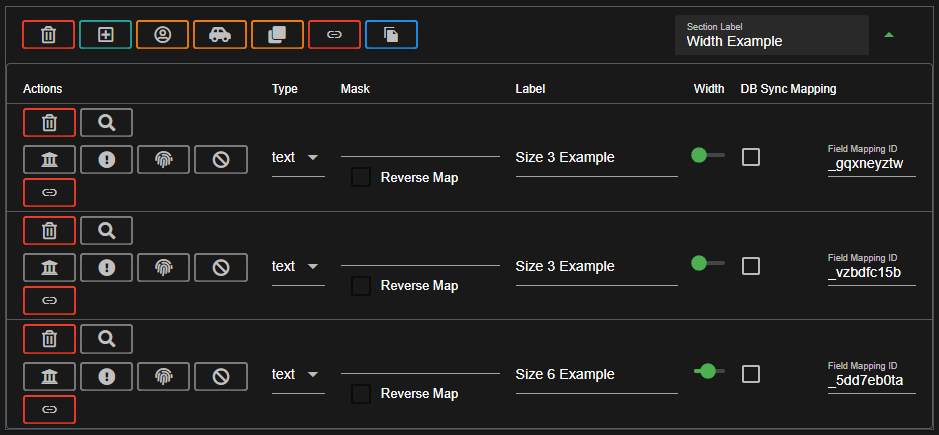 Section Label
Width Example
Actions Type Mask Label Width DB Sync Mapping
text Size 3 Example Field Mapping ID
_gqxneyztw
Reverse Map
text Size 3 Example Field Mapping ID
_vzbdfc15b
Reverse Map
text Size 6 Example Field Mapping ID
_5dd7eb0ta
Reverse Map